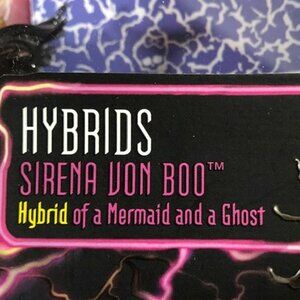 HYBRIDS
SIRENA VON BOO™
Hybrid of a Mermaid and a Ghost